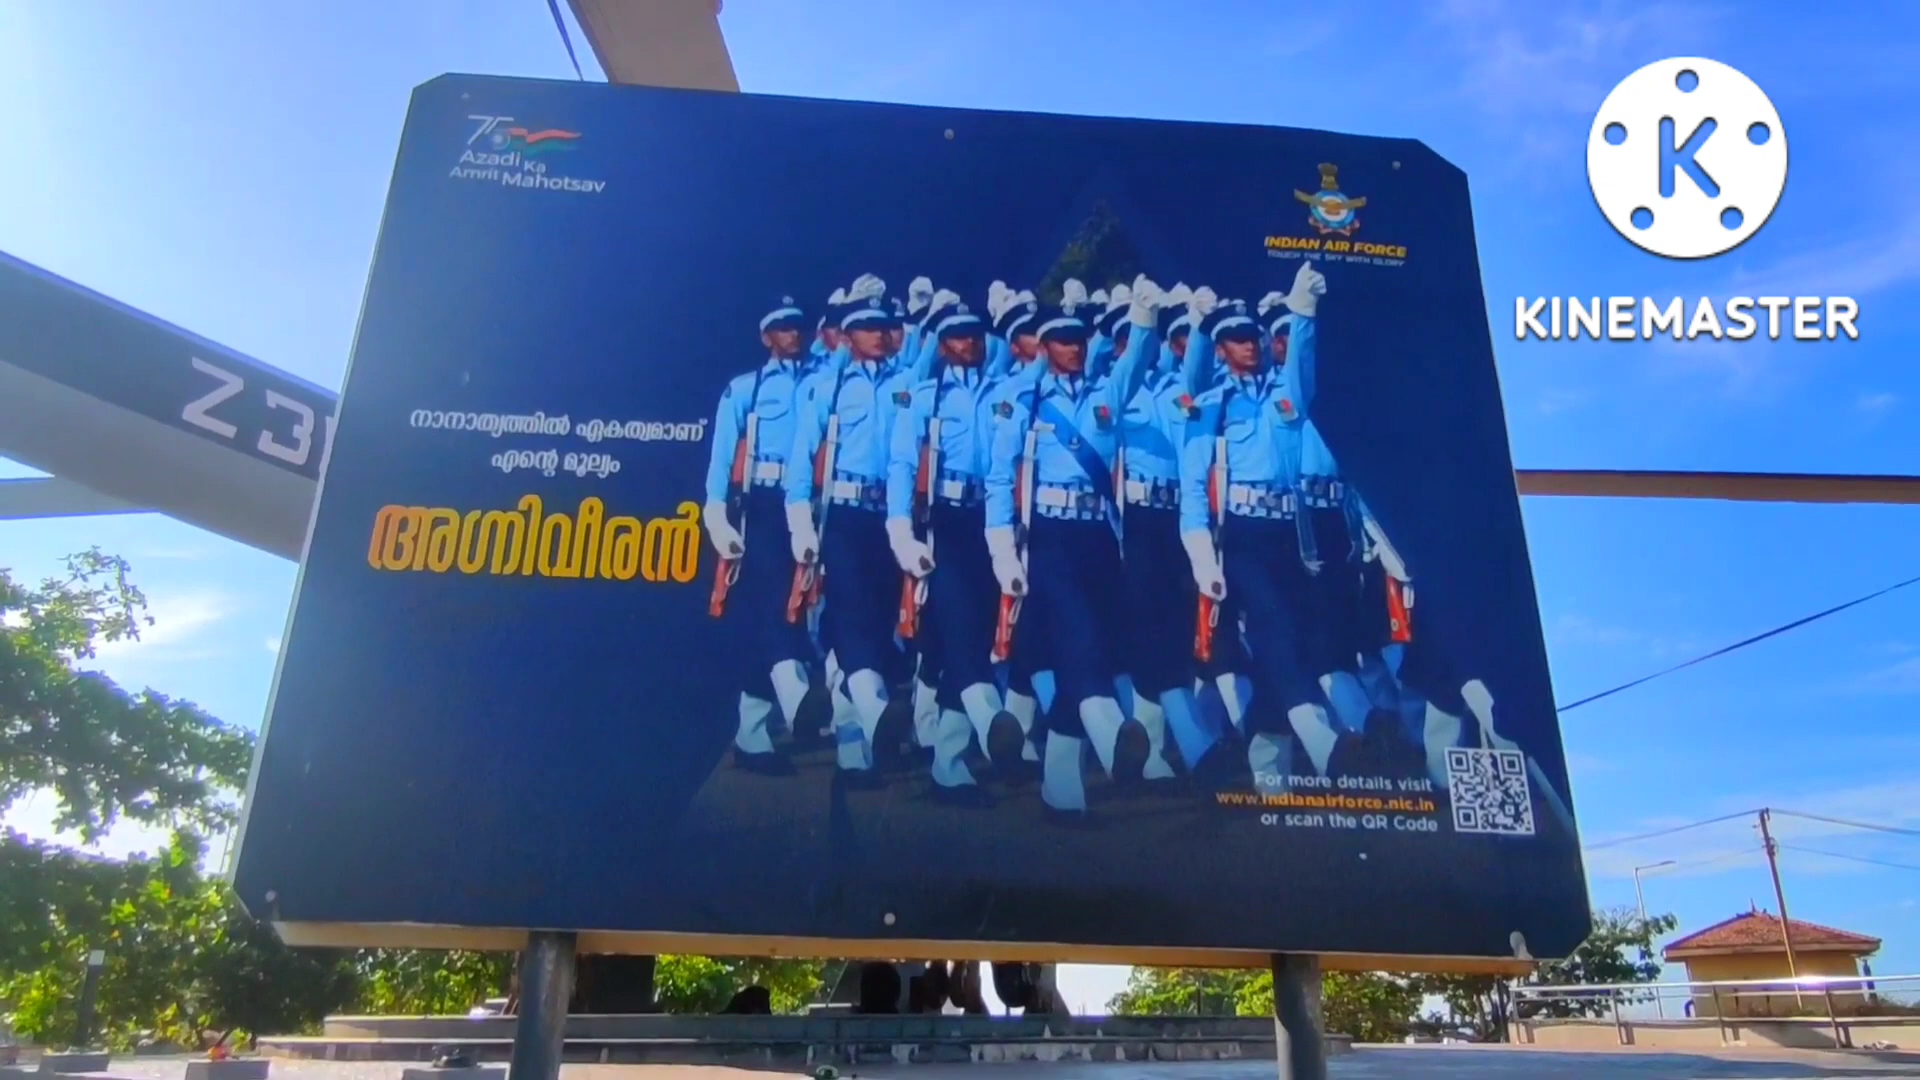 75
Azadi Ka
Amrit Mahotsav
INDIAN AIR FORCE
TOUCH THE SKY WITH GLORY
K
KINEMASTER
Z 3
നാനാത്വത്തിൽ ഏകത്വമാണ്
എന്റെ മൂല്യം
അഗ്നിവീരൻ
For more details visit
www.indianairforce.nic.in
or scan the QR Code